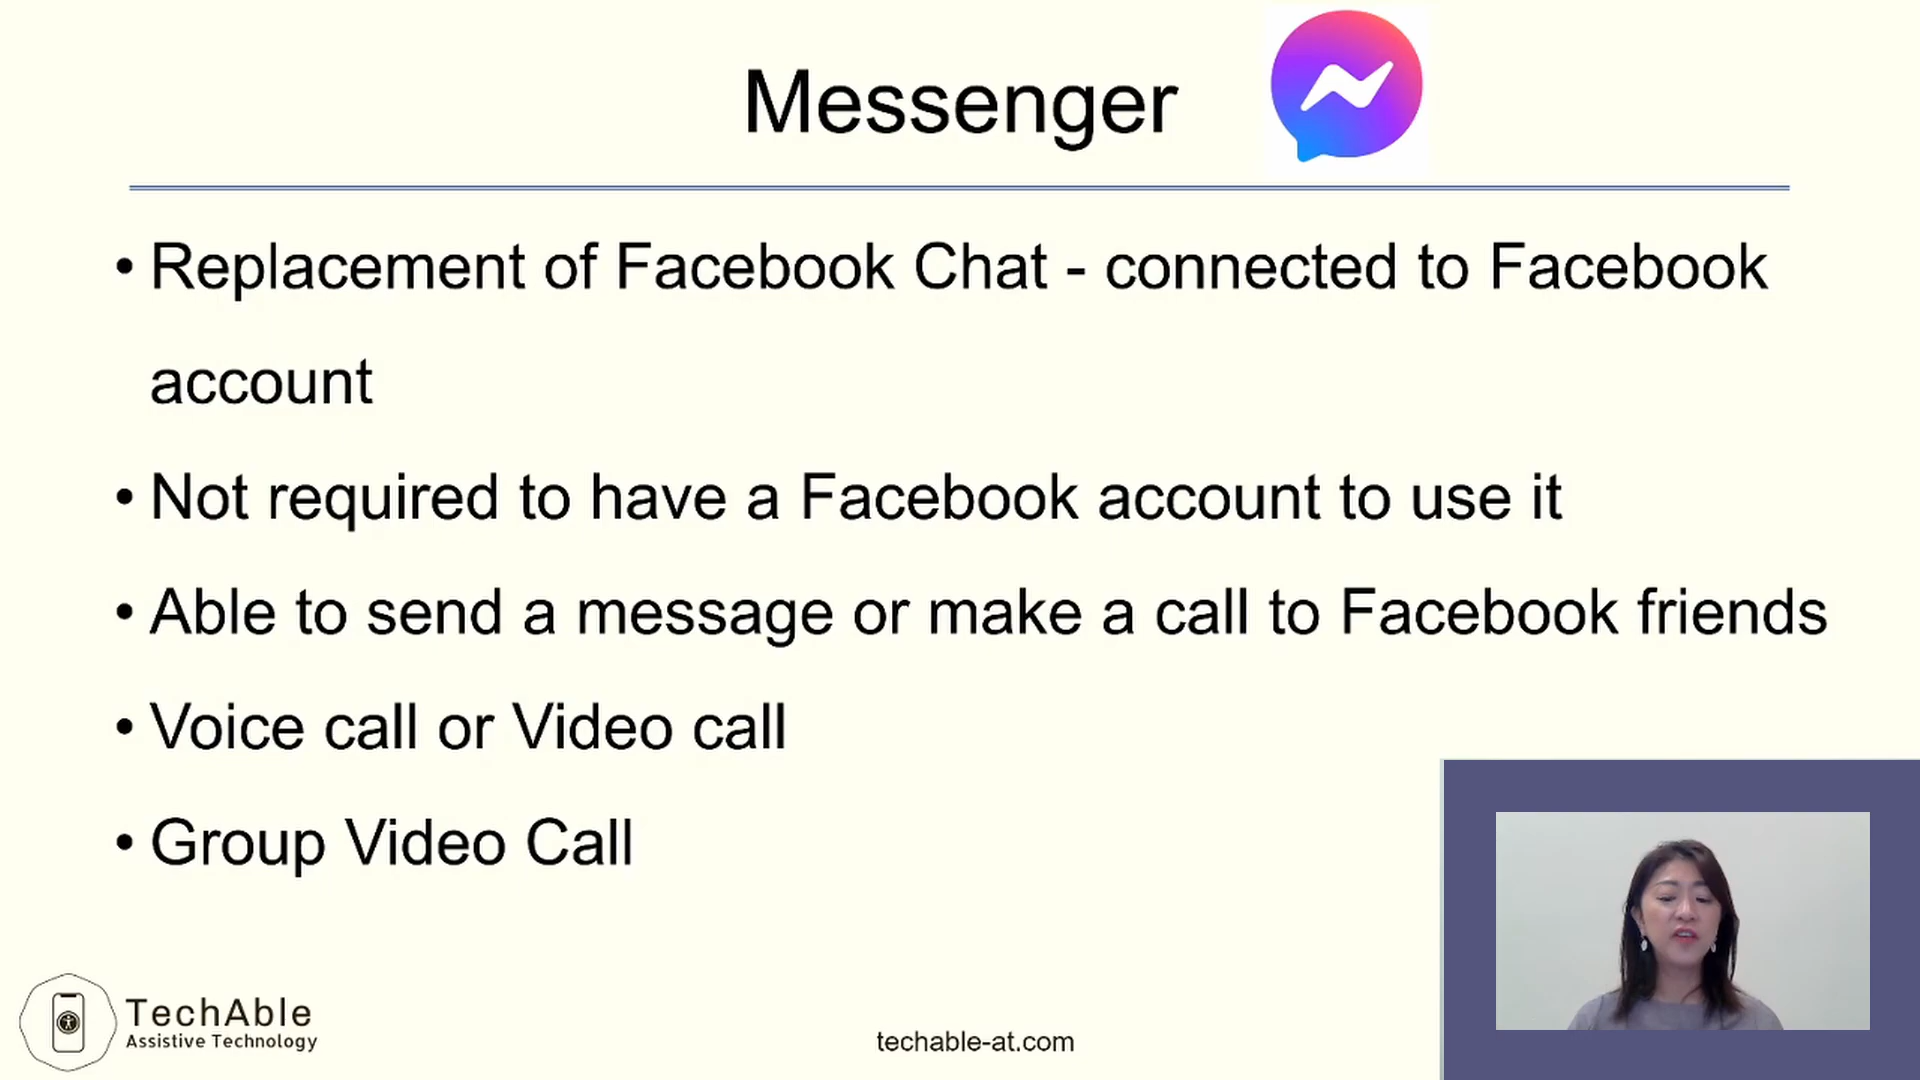 Messenger
• Replacement of Facebook Chat - connected to Facebook
account
• Not required to have a Facebook account to use it
• Able to send a message or make a call to Facebook friends
• Voice call or Video call
• Group Video Call
TechAble
Assistive Technology
techable-at.com